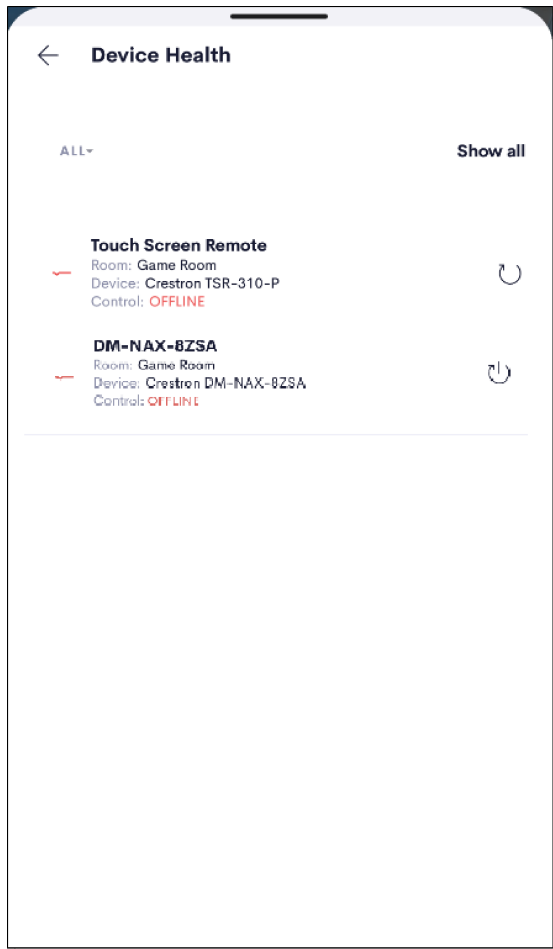 Device Health
ALL
Show all
Touch Screen Remote
Room: Game Room
Device: Crestron TSR-310-P
Control: OFFLINE
DM-NAX-8ZSA
Room: Game Room
Device: Crestron DM-NAX-8ZSA
Control: OFFLINE